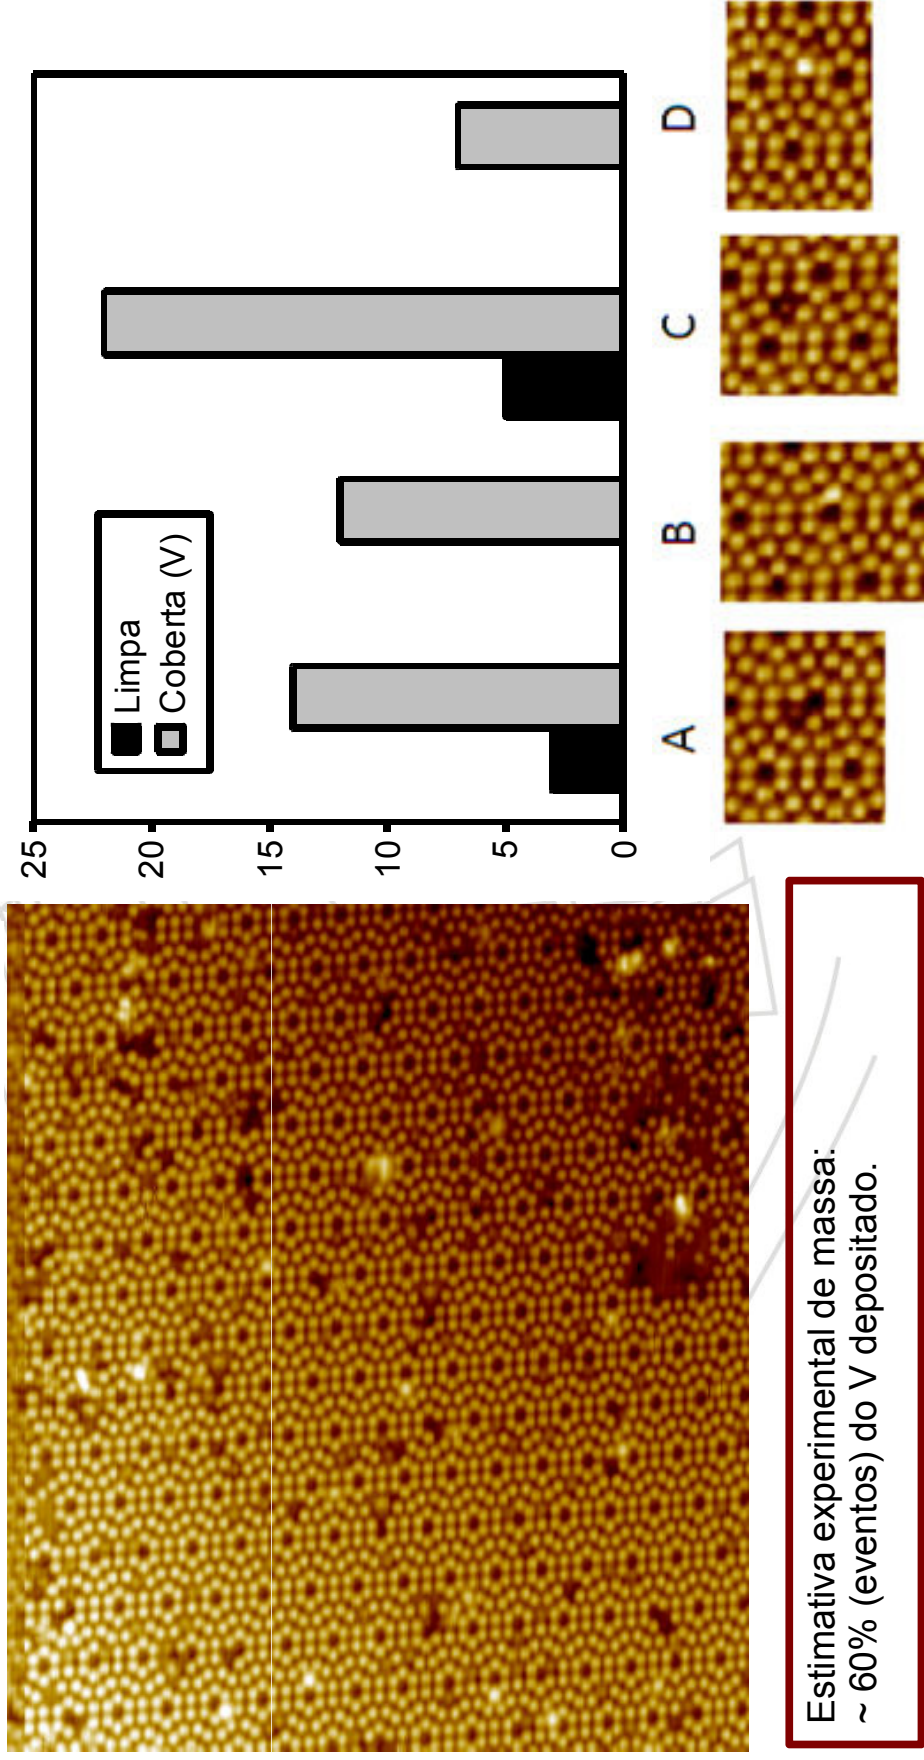 25
20
15
10
5
0
Limpa
Coberta (V)
A
B
C
D
Estimativa experimental de massa:
~ 60% (eventos) do V depositado.